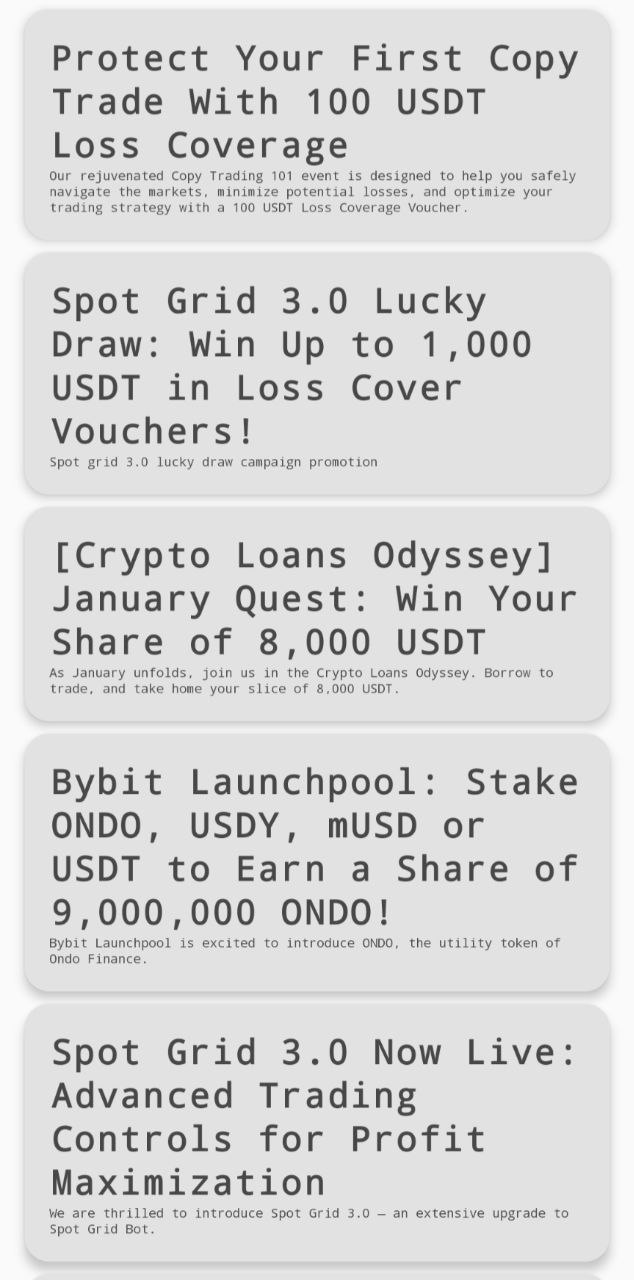 Protect Your First Copy
Trade With 100 USDT
Loss Coverage
Our rejuvenated Copy Trading 101 event is designed to help you safely
navigate the markets, minimize potential losses, and optimize your
trading strategy with a 100 USDT Loss Coverage Voucher.
Spot Grid 3.0 Lucky
Draw: Win Up to 1,000
USDT in Loss Cover
Vouchers!
Spot grid 3.0 lucky draw campaign promotion
[Crypto Loans Odyssey]
January Quest: Win Your
Share of 8,000 USDT
As January unfolds, join us in the Crypto Loans Odyssey. Borrow to
trade, and take home your slice of 8,000 USDT.
Bybit Launchpool: Stake
ONDO, USDY, mUSD or
USDT to Earn a Share of
9,000,000 ONDO!
Bybit Launchpool is excited to introduce ONDO, the utility token of
Ondo Finance.
Spot Grid 3.0 Now Live:
Advanced Trading
Controls for Profit
Maximization
We are thrilled to introduce Spot Grid 3.0 — an extensive upgrade to
Spot Grid Bot.